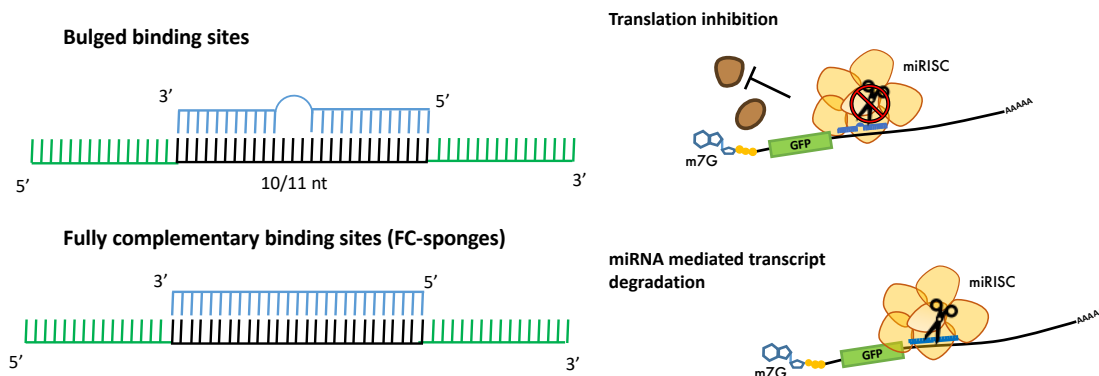 Bulged binding sites
3’
5’
5’
10/11 nt
3’
Fully complementary binding sites (FC-sponges)
3’
5’
5’
3’
Translation inhibition
miRISC
AAAAA
GFP
m7G
miRNA mediated transcript
degradation
miRISC
AAAA
GFP
m7G